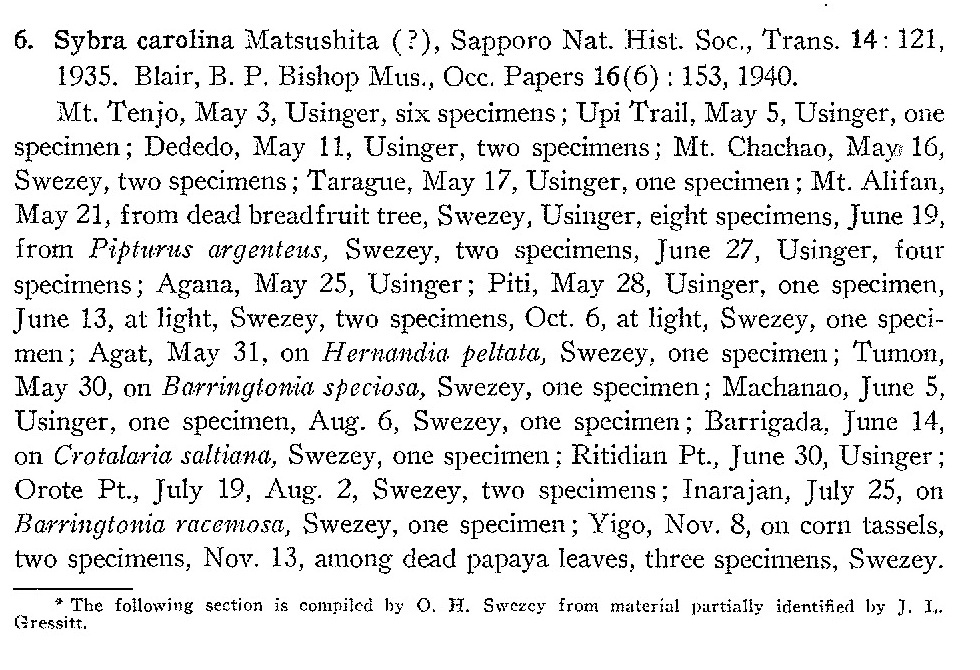 6. Sybra carolina Matsushita (?), Sapporo Nat. Hist. Soc., Trans. 14: 121,
1935. Blair, B. P. Bishop Mus., Occ. Papers 16(6) : 153, 1940.
Mt. Tenjo, May 3, Usinger, six specimens; Upi Trail, May 5, Usinger, one
specimen; Dededo, May 11, Usinger, two specimens; Mt. Chachao, May 16,
Swezey, two specimens; Tarague, May 17, Usinger, one specimen; Mt. Alifan,
May 21, from dead breadfruit tree, Swezey, Usinger, eight specimens, June 19,
from Pipturus argenteus, Swezey, two specimens, June 27, Usinger, four
specimens; Agana, May 25, Usinger; Piti, May 28, Usinger, one specimen,
June 13, at light, Swezey, two specimens, Oct. 6, at light, Swezey, one speci-
men; Agat, May 31, on Hernandia peltata, Swezey, one specimen; Tumon,
May 30, on Barringtonia speciosa, Swezey, one specimen; Machanao, June 5,
Usinger, one specimen, Aug. 6, Swezey, one specimen; Barrigada, June 14,
on Crotalaria saltiana, Swezey, one specimen; Ritidian Pt., June 30, Usinger;
Orote Pt., July 19, Aug. 2, Swezey, two specimens; Inarajan, July 25, on
Barringtonia racemosa, Swezey, one specimen; Yigo, Nov. 8, on corn tassels,
two specimens, Nov. 13, among dead papaya leaves, three specimens, Swezey.
* The following section is compiled by O. H. Swezey from material partially identified by J. L.
Gressitt.